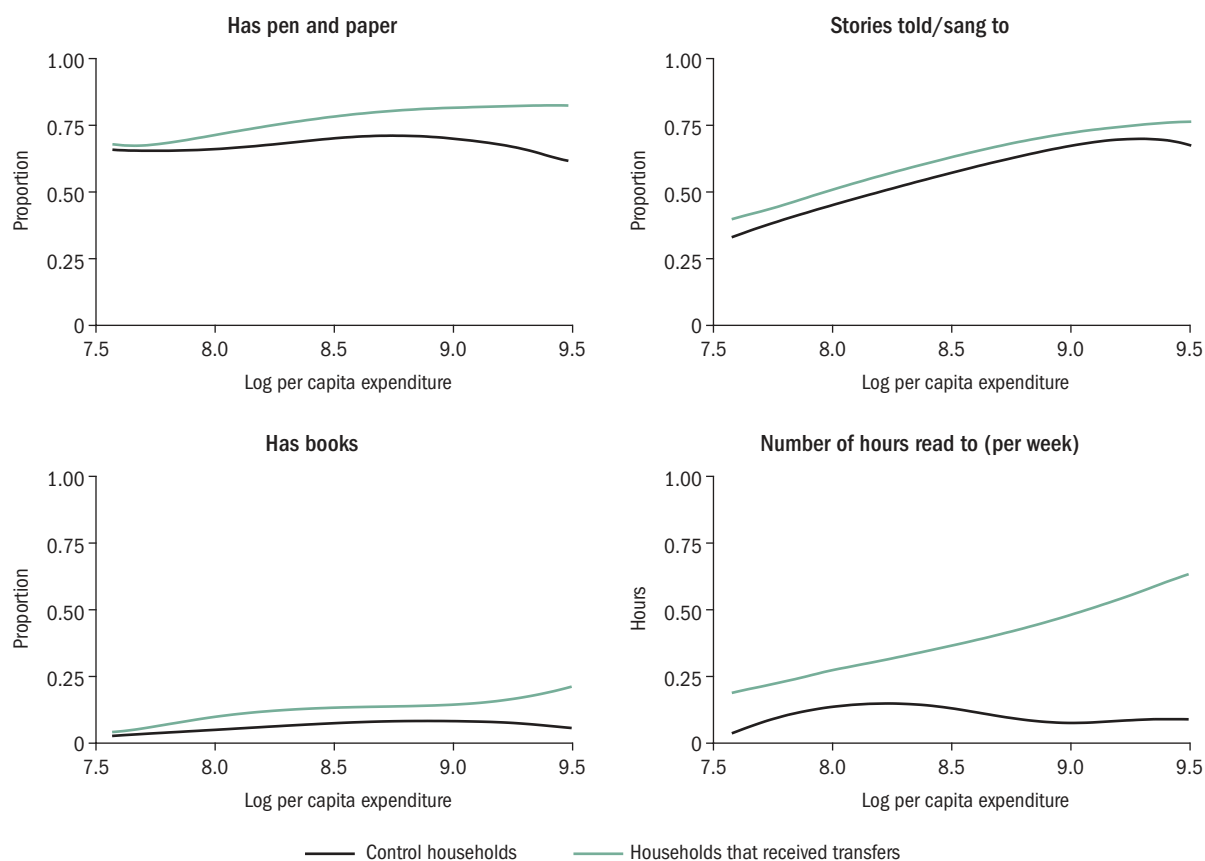 Has pen and paper
1.00
0.75
0.50
0.25
0
Proportion
7.5 8.0 8.5 9.0 9.5
Log per capita expenditure
Stories told/sang to
1.00
0.75
0.50
0.25
0
Proportion
7.5 8.0 8.5 9.0 9.5
Log per capita expenditure
Has books
1.00
0.75
0.50
0.25
0
Proportion
7.5 8.0 8.5 9.0 9.5
Log per capita expenditure
Number of hours read to (per week)
1.00
0.75
0.50
0.25
0
Hours
7.5 8.0 8.5 9.0 9.5
Log per capita expenditure
Control households Households that received transfers